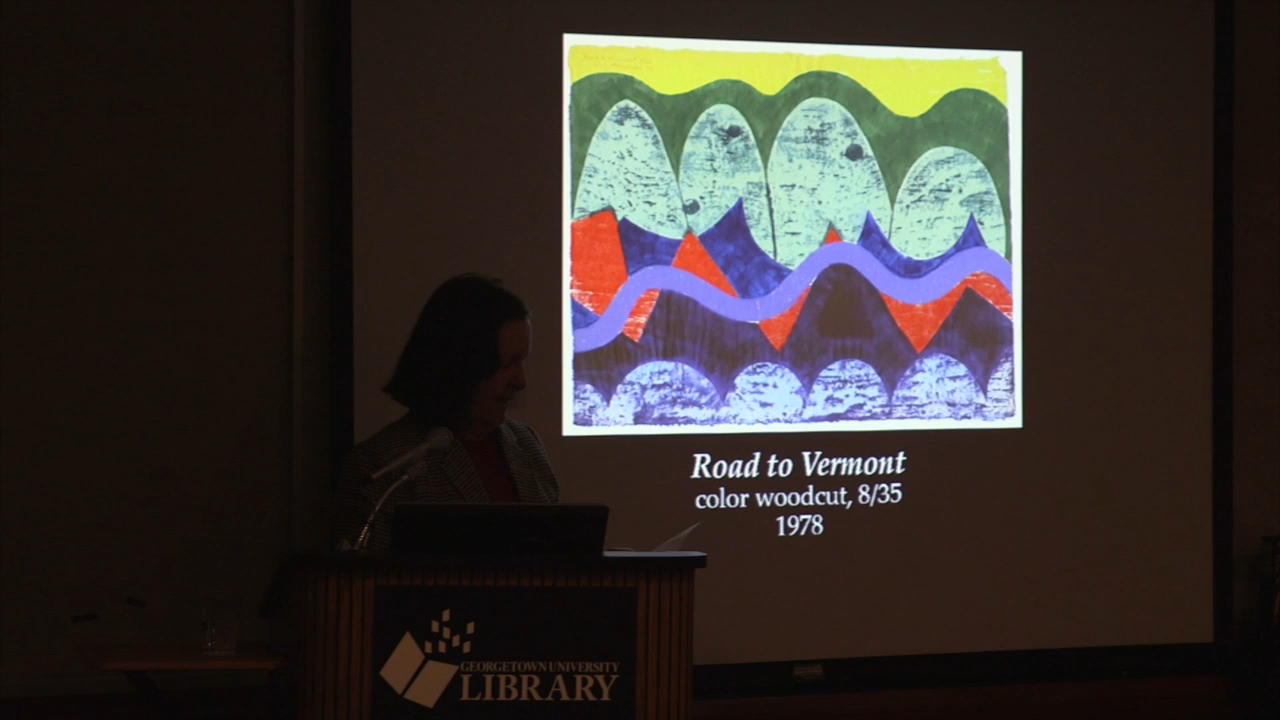 Road to Vermont
color woodcut, 8/35
1978
GEORGETOWN UNIVERSITY
LIBRARY